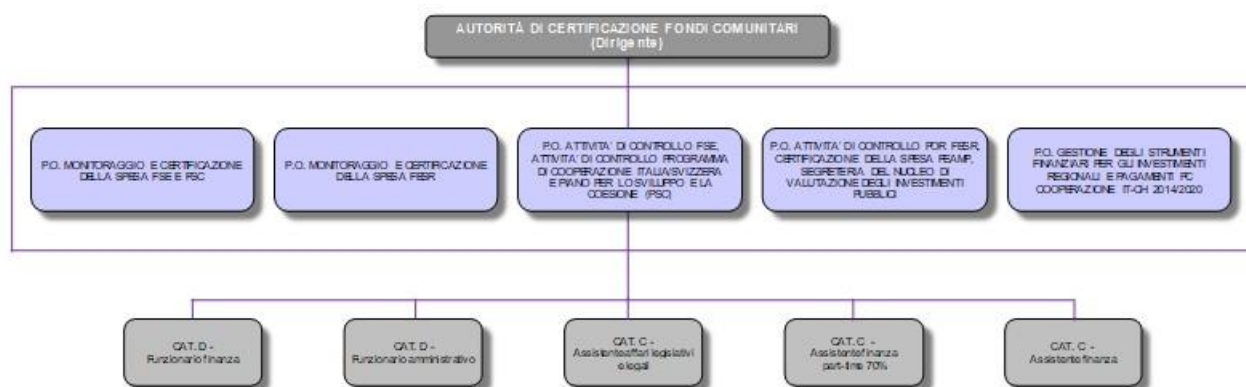 AUTORITÀ DI CERTIFICAZIONE FONDI COMUNITARI
(Dirigente)
P.O. MONITORAGGIO E CERTIFICAZIONE
DELLA SPESA FSE E PSC
P.O. MONITORAGGIO E CERTIFICAZIONE
DELLA SPESA FESR
P.O. ATTIVITA' DI CONTROLLO FSE,
ATTIVITA' DI CONTROLLO PROGRAMMA
DI COOPERAZIONE ITALIA/SVIZZERA
E PIANO PER LO SVILUPPO E LA
COESIONE (PSC)
P.O. ATTIVITA' DI CONTROLLO POR FESR,
CERTIFICAZIONE DELLA SPESA FEAMP,
SEGRETERIA DEL NUCLEO DI
VALUTAZIONE DEGLI INVESTIMENTI
PUBBLICI
P.O. GESTIONE DEGLI STRUMENTI
FINANZIARI PER GLI INVESTIMENTI
REGIONALI E PAGAMENTI PC
COOPERAZIONE IT-CH 2014/2020
CAT. D -
Funzionario finanza
CAT. D -
Funzionario amministrativo
CAT. C -
Assistente affari legislativi
e legali
CAT. C -
Assistente finanza
part-time 70%
CAT. C -
Assistente finanza